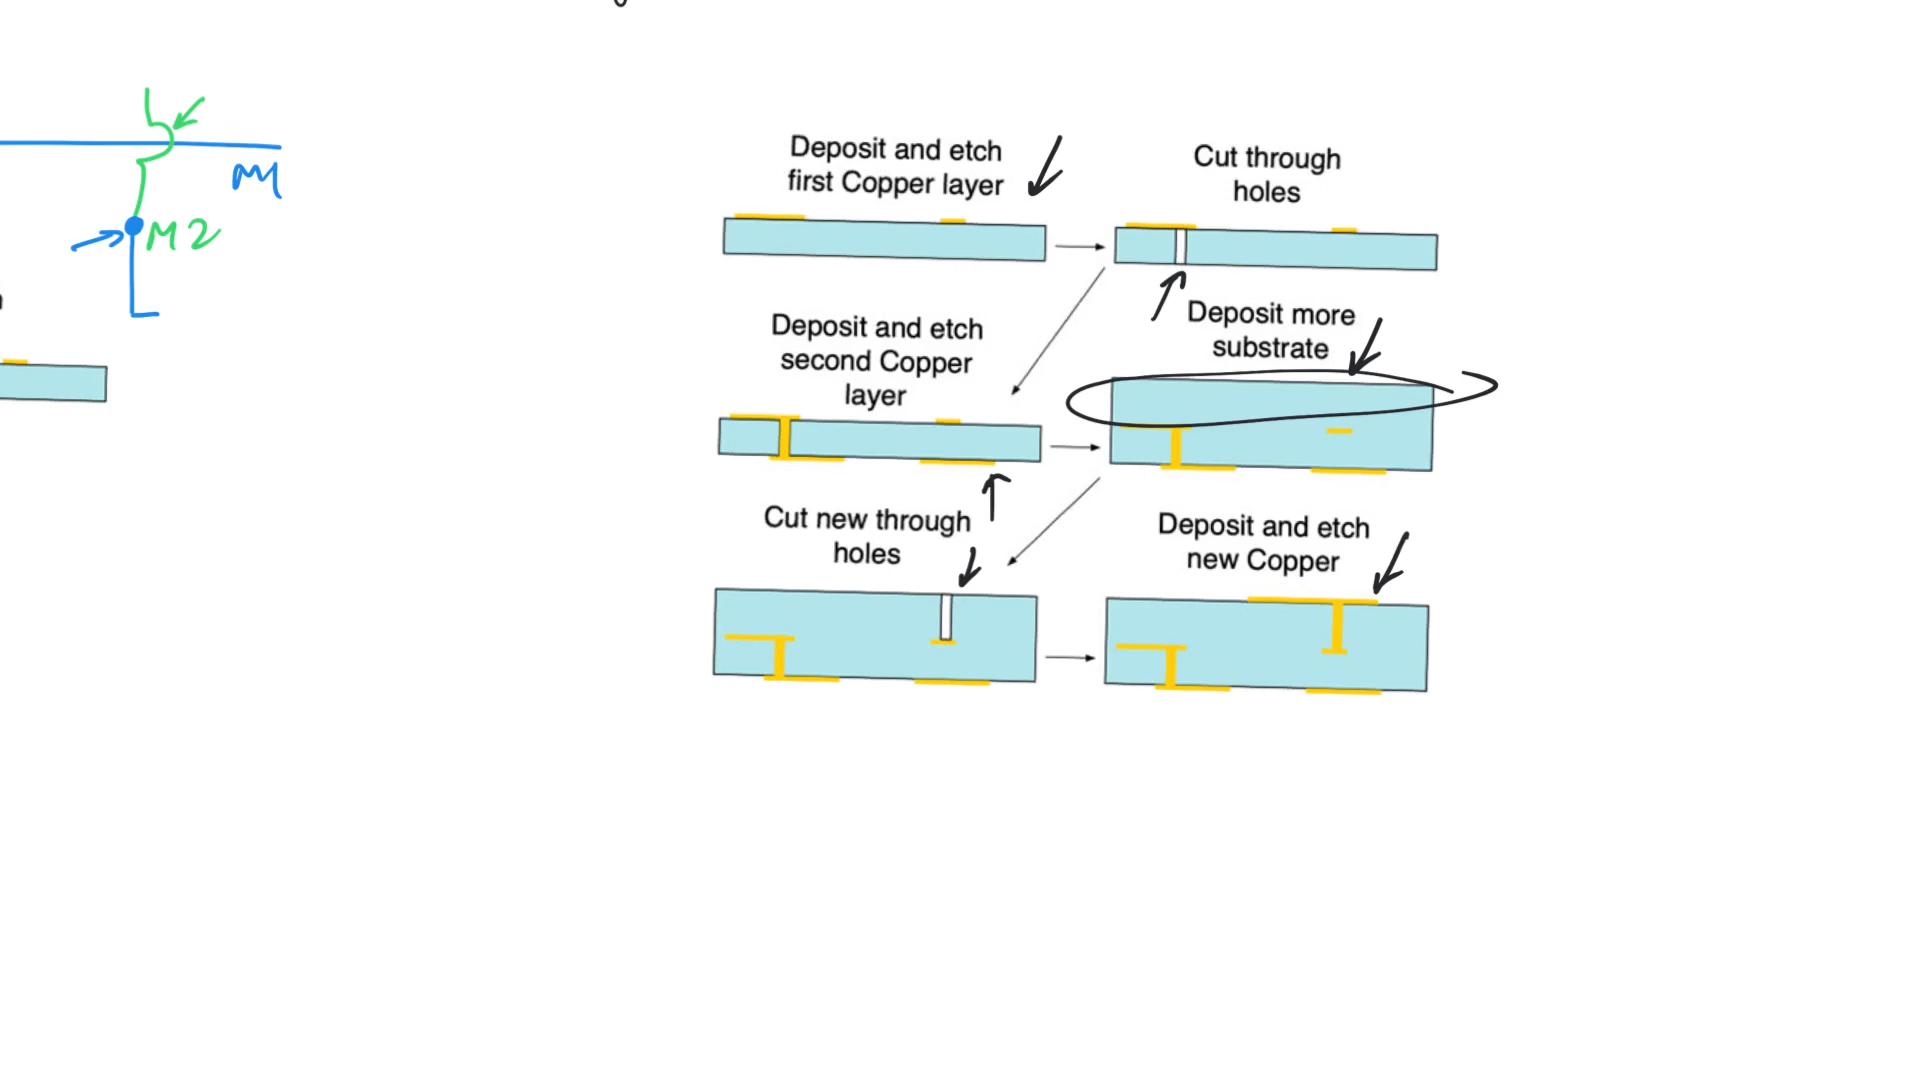 M1
M2
Deposit and etch
first Copper layer
Cut through
holes
Deposit and etch
second Copper
layer
Deposit more
substrate
Cut new through
holes
Deposit and etch
new Copper